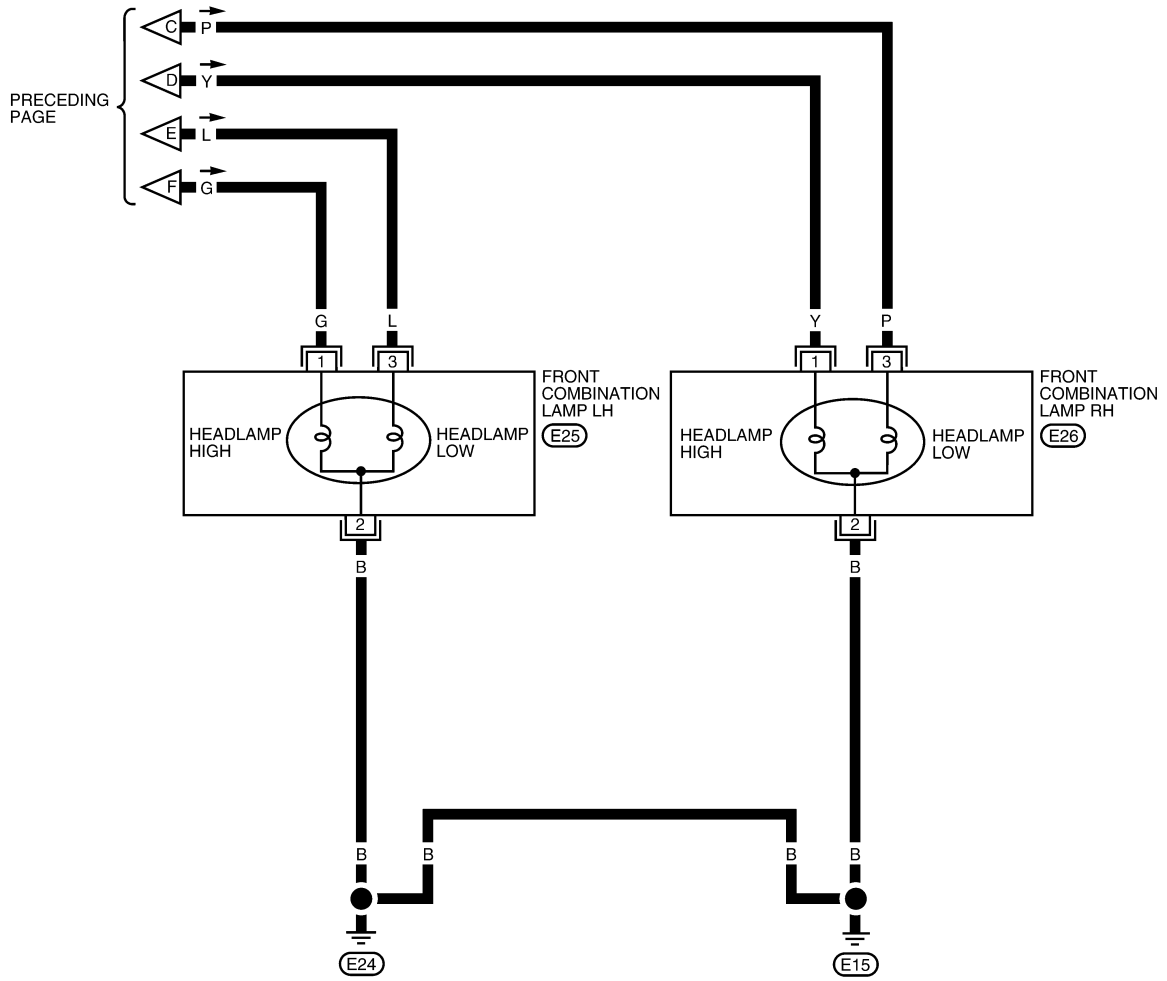 C P
D Y
PRECEDING
PAGE
E L
F G
G L Y P
1 3 1 3
FRONT
COMBINATION
LAMP LH
E25
FRONT
COMBINATION
LAMP RH
E26
HEADLAMP
HIGH
HEADLAMP
LOW
HEADLAMP
HIGH
HEADLAMP
LOW
2 2
B B
B B B B
E24 E15